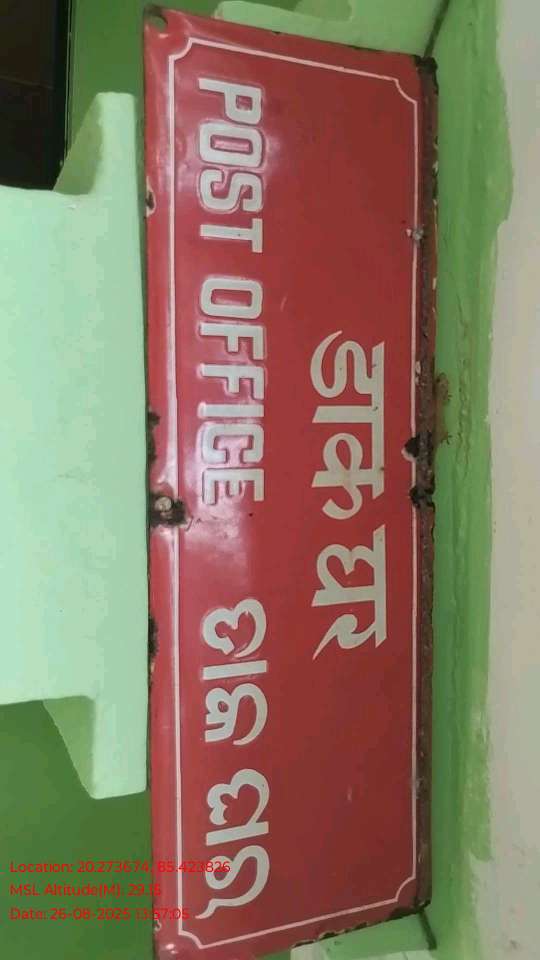 डाक घर
POST OFFICE ଡାକ ଘର
Location: 20.273674, 85.423826
MSL Altitude(M): 29.15
Date: 26-08-2025 13:57:05